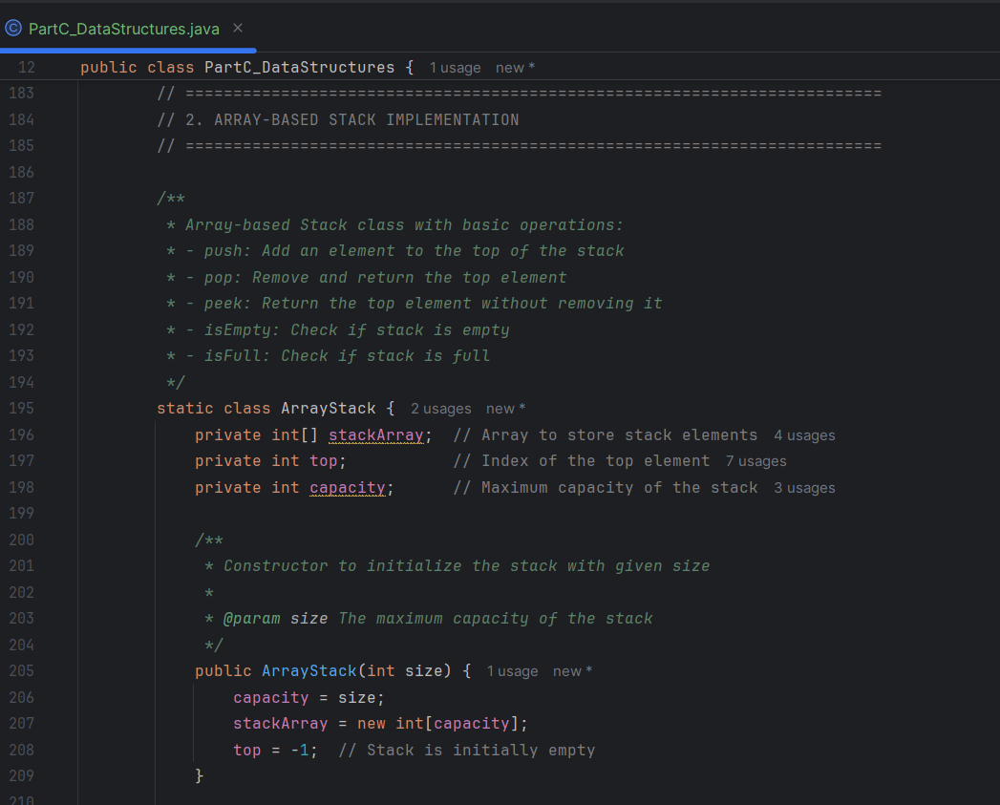 PartC_DataStructures.java
12 public class PartC_DataStructures { 1 usage new *
183 // =========================================================================
184 // 2. ARRAY-BASED STACK IMPLEMENTATION
185 // =========================================================================
186
187 /**
188 * Array-based Stack class with basic operations:
189 * - push: Add an element to the top of the stack
190 * - pop: Remove and return the top element
191 * - peek: Return the top element without removing it
192 * - isEmpty: Check if stack is empty
193 * - isFull: Check if stack is full
194 */
195 static class ArrayStack { 2 usages new *
196 private int[] stackArray; // Array to store stack elements 4 usages
197 private int top; // Index of the top element 7 usages
198 private int capacity; // Maximum capacity of the stack 3 usages
199
200 /**
201 * Constructor to initialize the stack with given size
202 *
203 * @param size The maximum capacity of the stack
204 */
205 public ArrayStack(int size) { 1 usage new *
206 capacity = size;
207 stackArray = new int[capacity];
208 top = -1; // Stack is initially empty
209 }
210